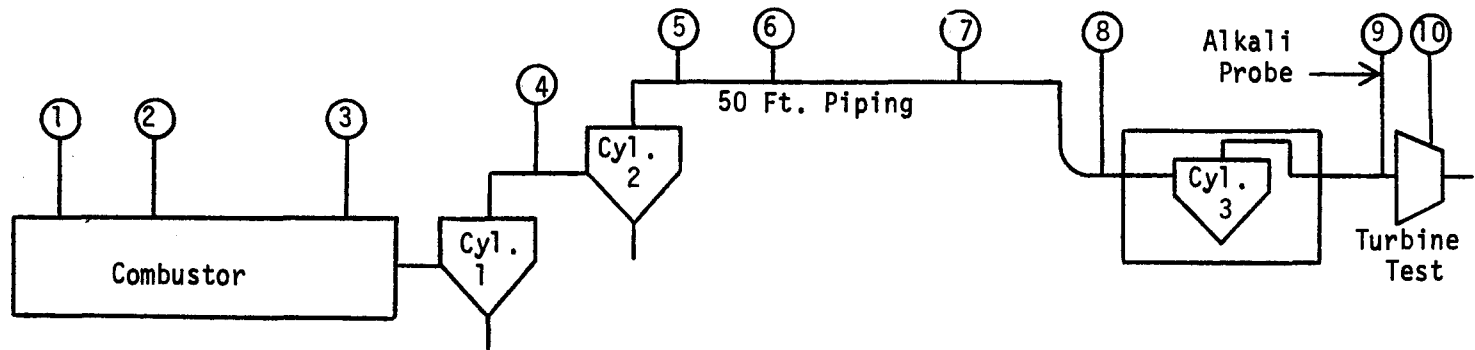 1
2
3
4
5
6
7
8
9
10
Alkali
Probe
50 Ft. Piping
Cyl.
2
Cyl.
3
Cyl.
1
Combustor
Turbine
Test